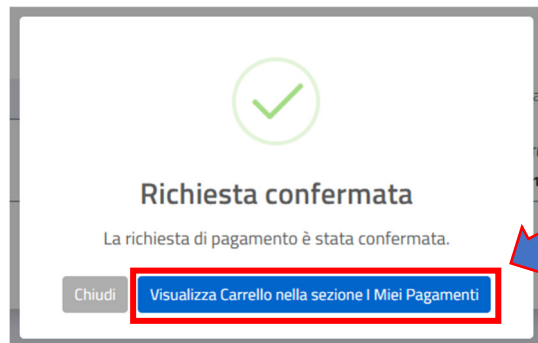 Richiesta confermata
La richiesta di pagamento è stata confermata.
Chiudi Visualizza Carrello nella sezione I Miei Pagamenti